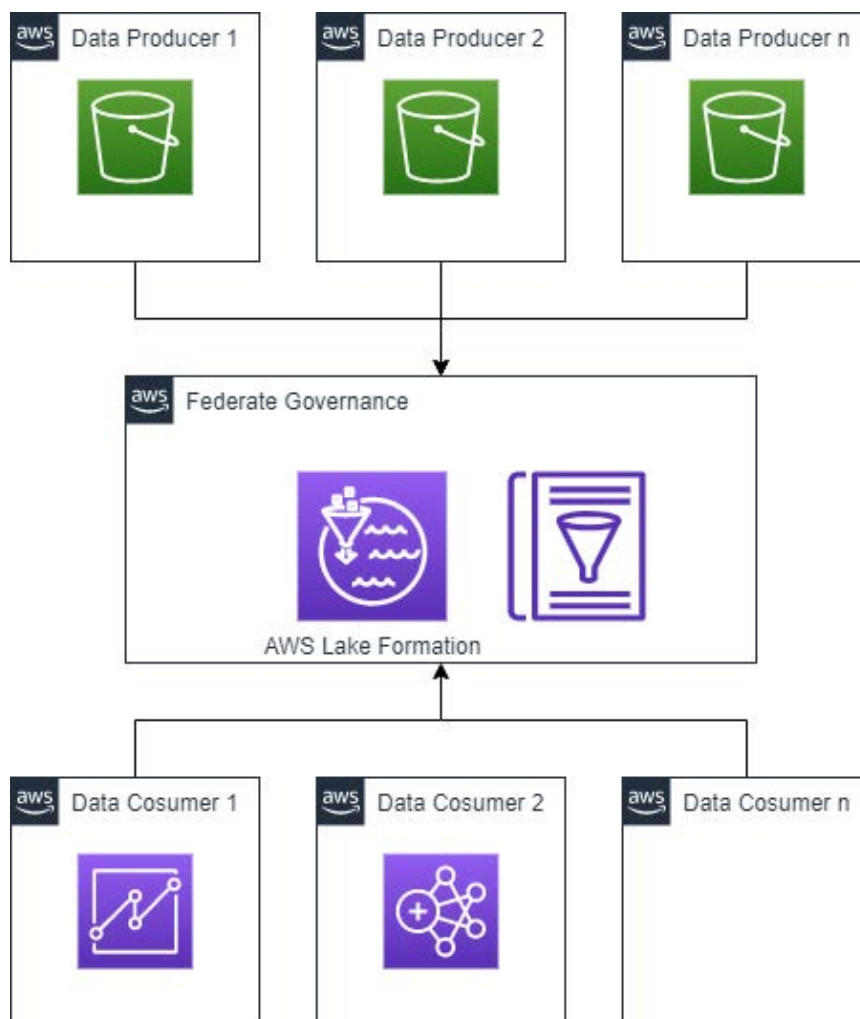 aws Data Producer 1
aws Data Producer 2
aws Data Producer n
aws Federate Governance
AWS Lake Formation
aws Data Cosumer 1
aws Data Cosumer 2
aws Data Cosumer n